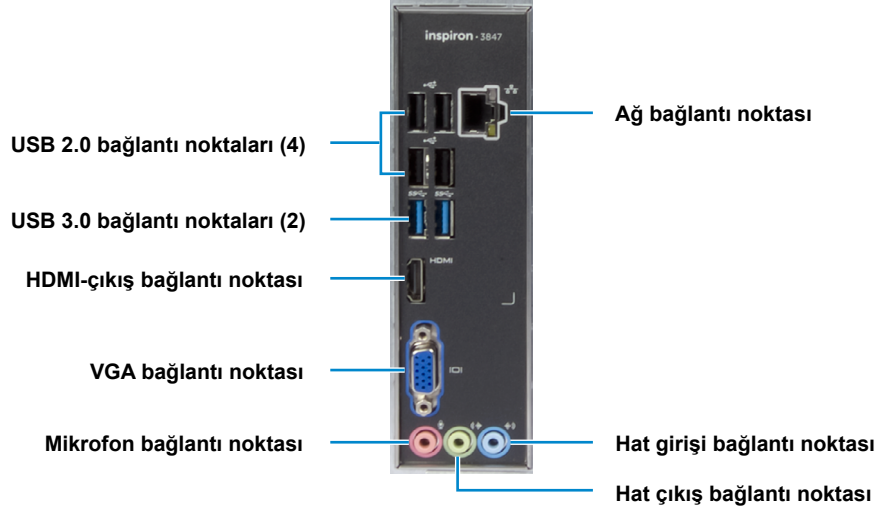 inspiron · 3847
Ağ bağlantı noktası
USB 2.0 bağlantı noktaları (4)
USB 3.0 bağlantı noktaları (2)
HDMI
HDMI-çıkış bağlantı noktası
VGA bağlantı noktası
Mikrofon bağlantı noktası
Hat girişi bağlantı noktası
Hat çıkış bağlantı noktası